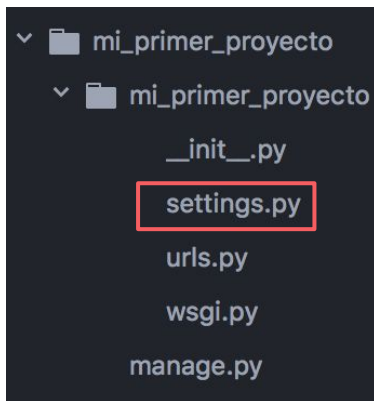 mi_primer_proyecto
mi_primer_proyecto
__init__.py
settings.py
urls.py
wsgi.py
manage.py